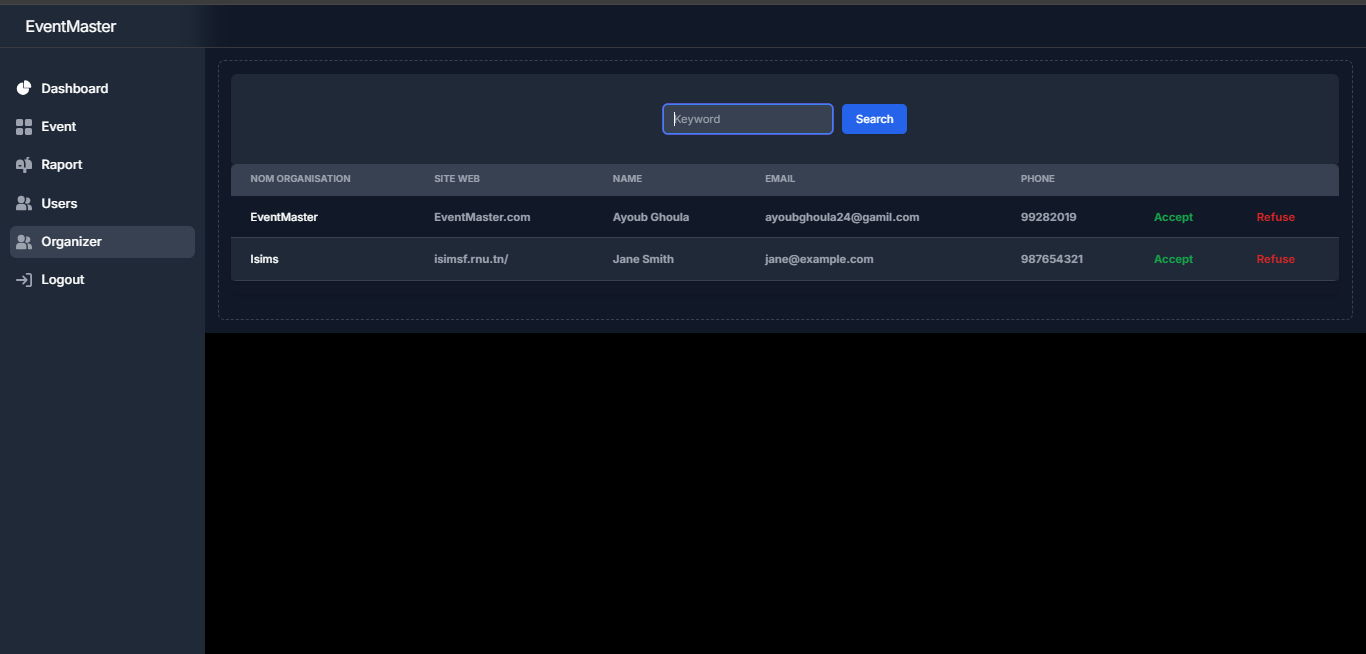 EventMaster
Dashboard
Event
Raport
Users
Organizer
Logout
Keyword Search
NOM ORGANISATION SITE WEB NAME EMAIL PHONE
EventMaster EventMaster.com Ayoub Ghoula ayoubghoula24@gamil.com 99282019 Accept Refuse
Isims isimsf.rnu.tn/ Jane Smith jane@example.com 987654321 Accept Refuse